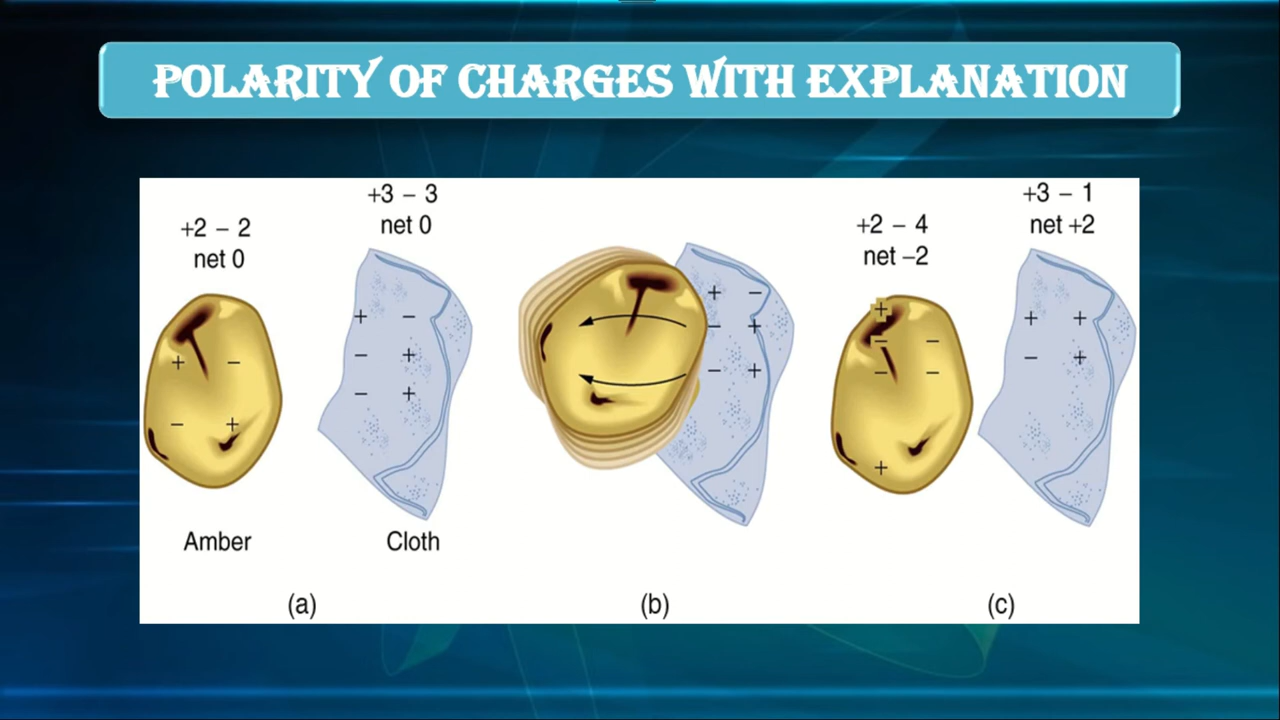 POLARITY OF CHARGES WITH EXPLANATION
+2 – 2
net 0
+3 – 3
net 0
+ –
– +
+ –
– +
– +
Amber
Cloth
(a)
+ –
– +
– +
(b)
+2 – 4
net –2
+3 – 1
net +2
+
– –
– –
+
+ +
– +
(c)